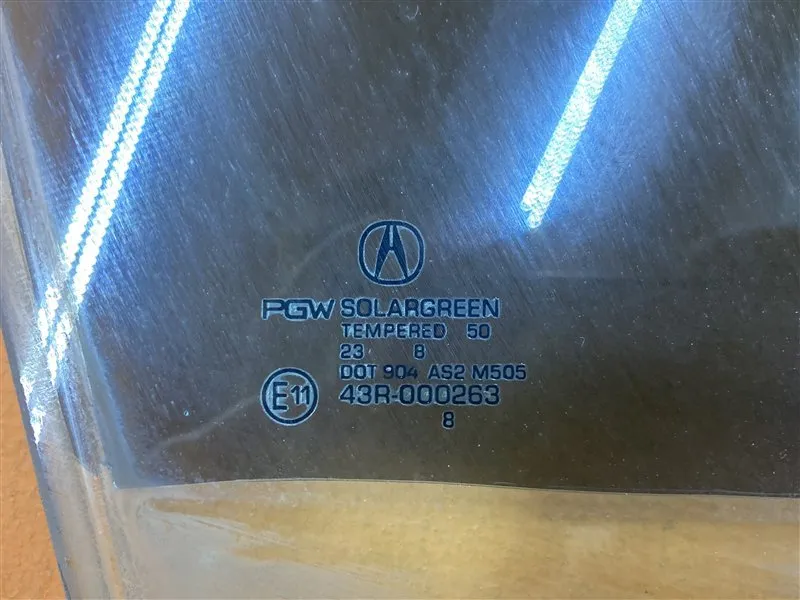 PGW SOLARGREEN
TEMPERED 50
23 8
DOT 904 AS2 M505
E11 43R-000263
8